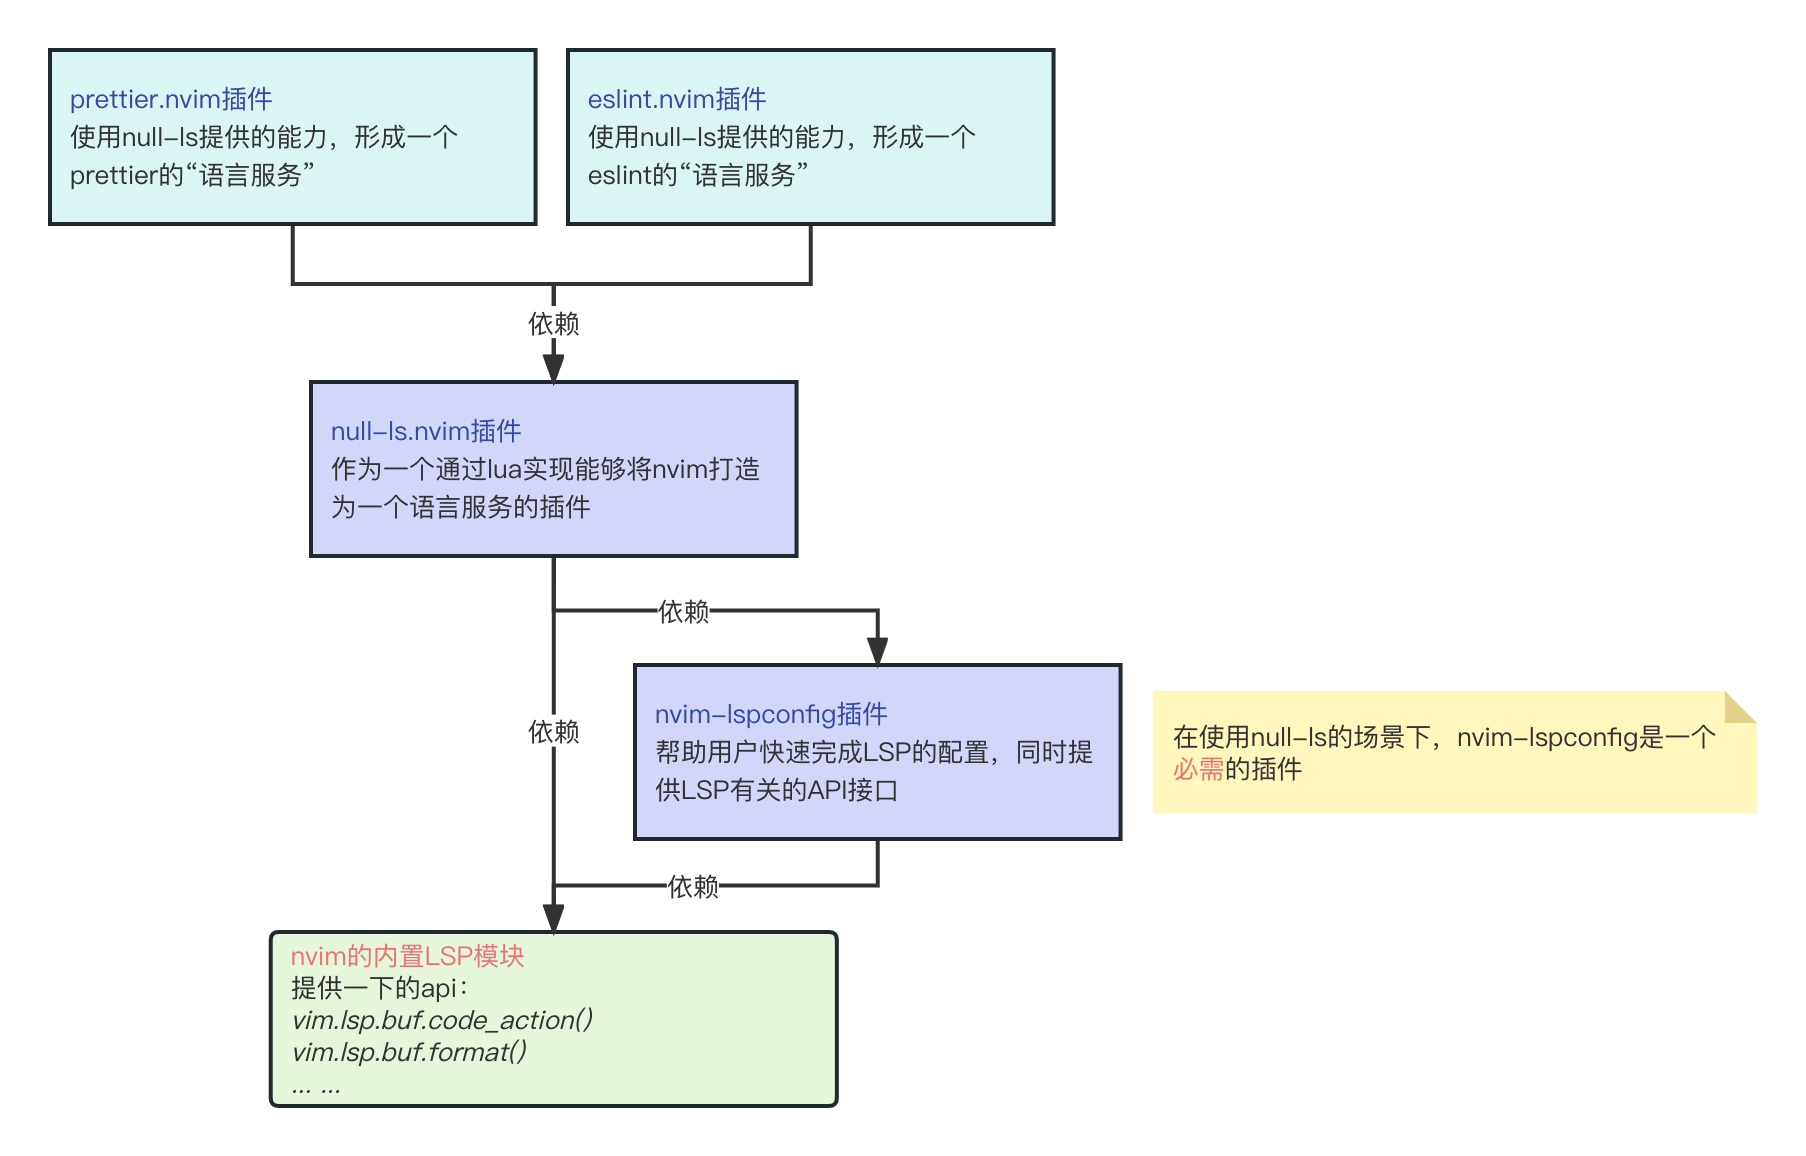 prettier.nvim插件
使用null-ls提供的能力，形成一个
prettier的“语言服务”
eslint.nvim插件
使用null-ls提供的能力，形成一个
eslint的“语言服务”
依赖
null-ls.nvim插件
作为一个通过lua实现能够将nvim打造
为一个语言服务的插件
依赖
nvim-lspconfig插件
帮助用户快速完成LSP的配置，同时提
供LSP有关的API接口
在使用null-ls的场景下，nvim-lspconfig是一个
必需的插件
依赖
依赖
nvim的内置LSP模块
提供一下的api：
vim.lsp.buf.code_action()
vim.lsp.buf.format()
... ...